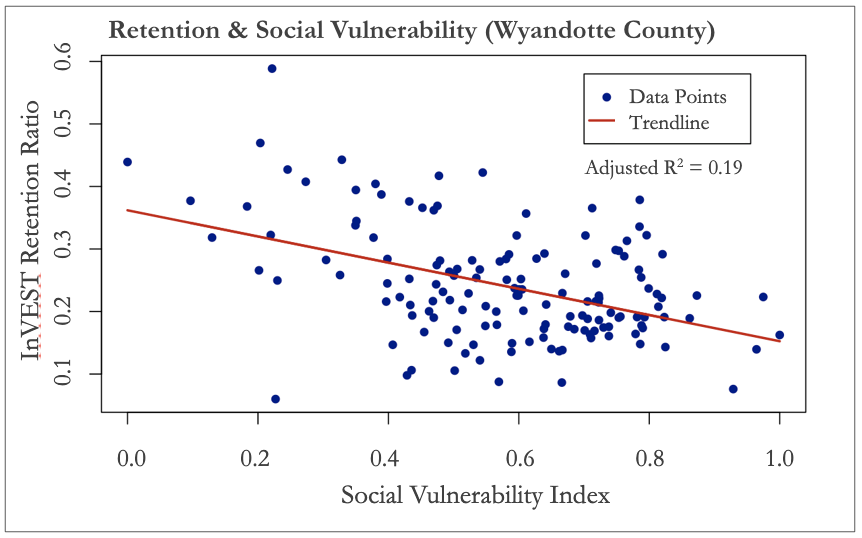 Retention & Social Vulnerability (Wyandotte County)
0.6
0.5
0.4
0.3
0.2
0.1
InVEST Retention Ratio
Data Points
Trendline
Adjusted R² = 0.19
0.0 0.2 0.4 0.6 0.8 1.0
Social Vulnerability Index